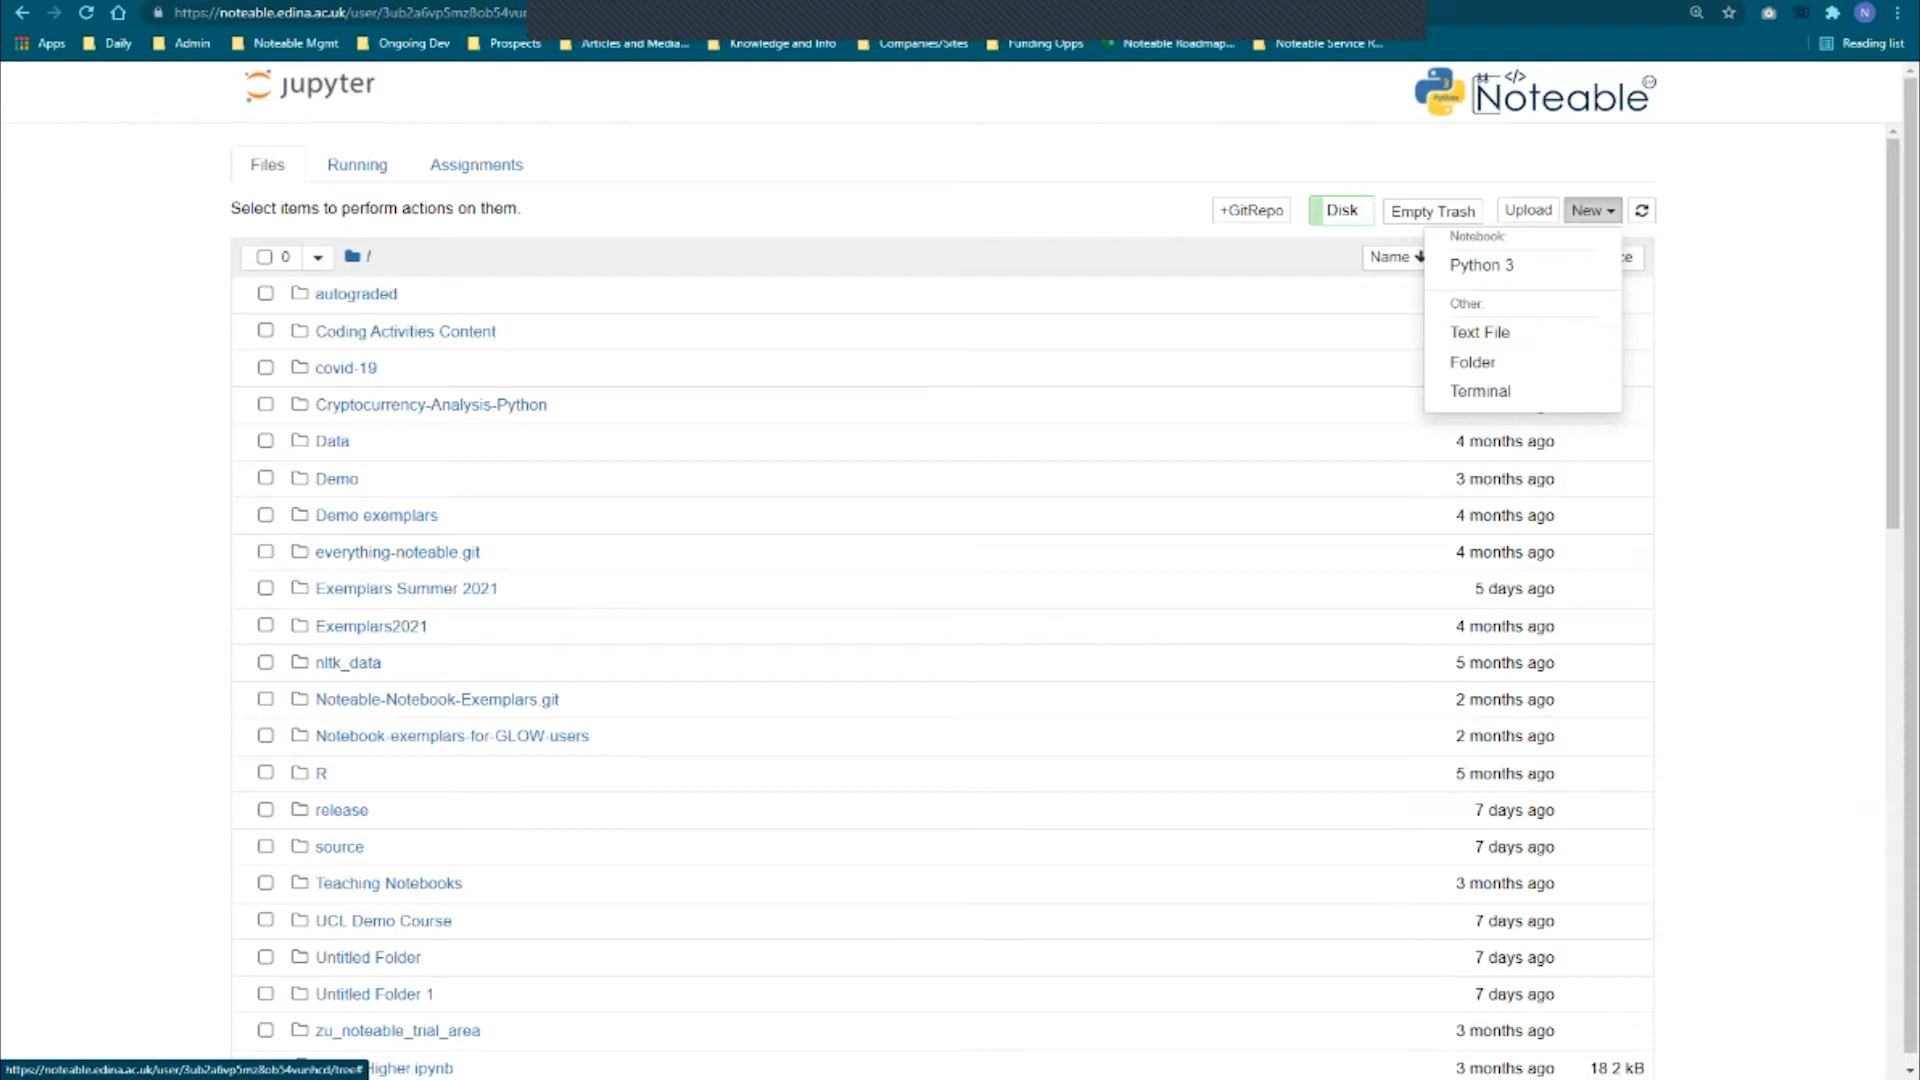 https://noteable.edina.ac.uk/user/3ub2a6vp5mz8ob54vur
N
Apps Daily Admin Noteable Mgmt Ongoing Dev Prospects Articles and Media... Knowledge and Info Companies/Sites Funding Opps Noteable Roadmap... Noteable Service R... Reading list
jupyter
Python
</>
Noteable
Files Running Assignments
Select items to perform actions on them.
+GitRepo Disk Empty Trash Upload New
0 /
Name
Notebook:
Python 3
Other:
Text File
Folder
Terminal
autograded
Coding Activities Content
covid-19
Cryptocurrency-Analysis-Python
Data 4 months ago
Demo 3 months ago
Demo exemplars 4 months ago
everything-noteable.git 4 months ago
Exemplars Summer 2021 5 days ago
Exemplars2021 4 months ago
nltk_data 5 months ago
Noteable-Notebook-Exemplars.git 2 months ago
Notebook-exemplars-for-GLOW-users 2 months ago
R 5 months ago
release 7 days ago
source 7 days ago
Teaching Notebooks 3 months ago
UCL Demo Course 7 days ago
Untitled Folder 7 days ago
Untitled Folder 1 7 days ago
zu_noteable_trial_area 3 months ago
Higher ipynb 3 months ago 18.2 kB